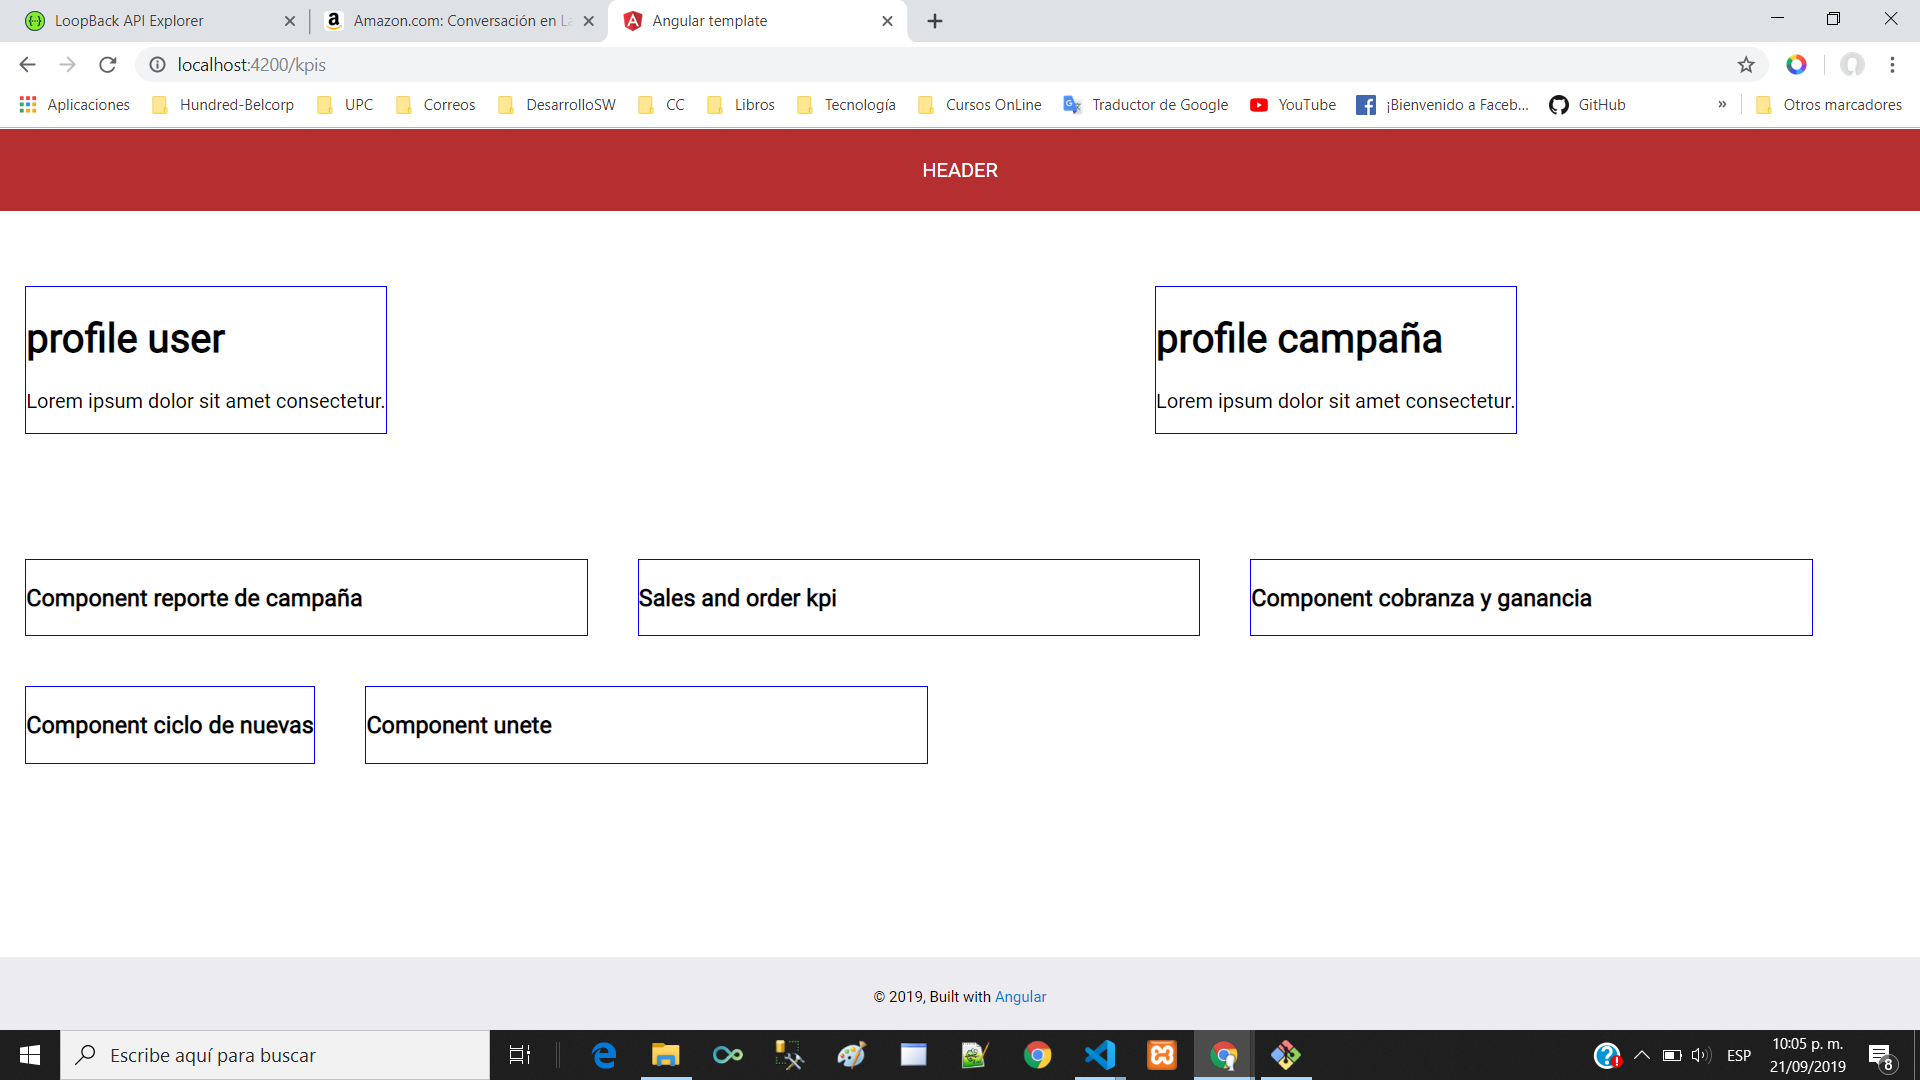 LoopBack API Explorer
Amazon.com: Conversación en La
Angular template
localhost:4200/kpis
Aplicaciones
Hundred-Belcorp
UPC
Correos
DesarrolloSW
CC
Libros
Tecnología
Cursos OnLine
Traductor de Google
YouTube
¡Bienvenido a Faceb...
GitHub
»
Otros marcadores
HEADER
profile user
Lorem ipsum dolor sit amet consectetur.
profile campaña
Lorem ipsum dolor sit amet consectetur.
Component reporte de campaña
Sales and order kpi
Component cobranza y ganancia
Component ciclo de nuevas
Component unete
© 2019, Built with Angular
Escribe aquí para buscar
ESP
10:05 p. m.
21/09/2019
8